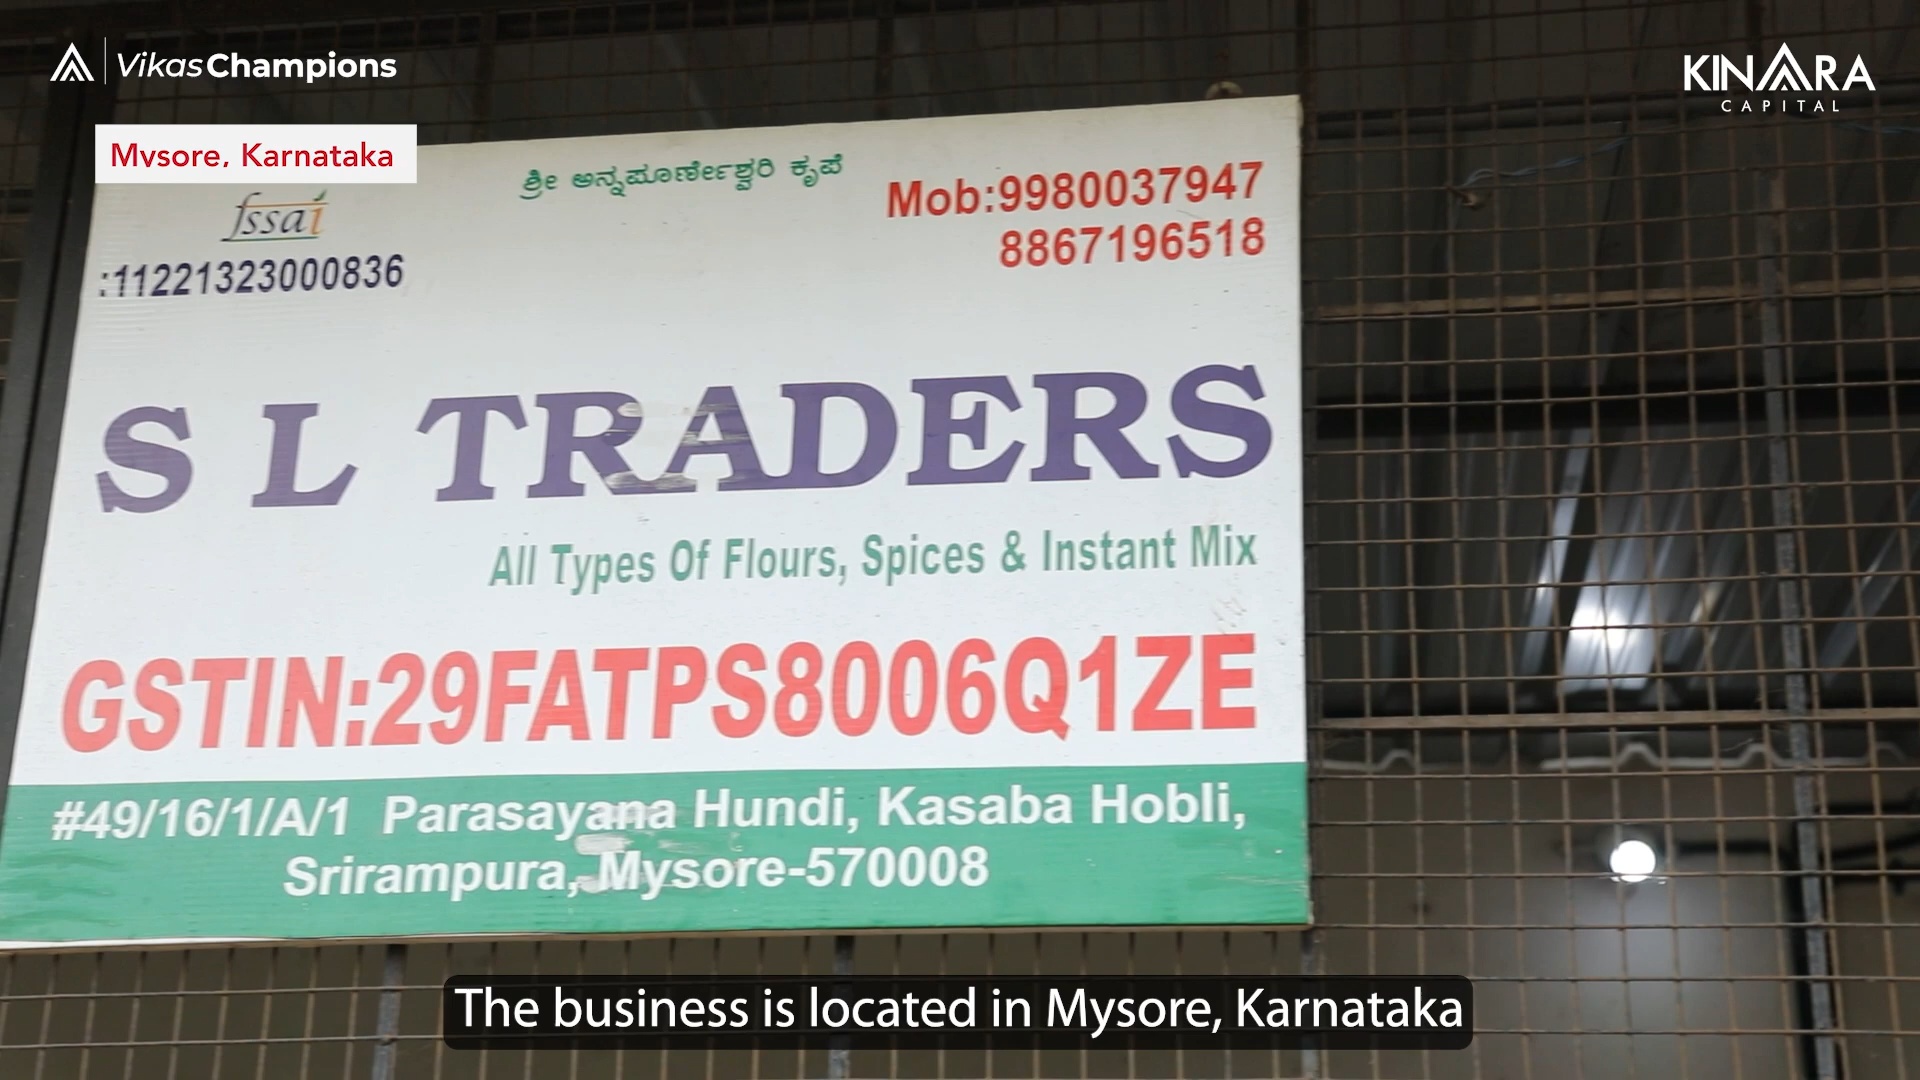 Vikas Champions
KINARA
CAPITAL
Mysore, Karnataka
ಶ್ರೀ ಅನ್ನಪೂರ್ಣೇಶ್ವರಿ ಕೃಪೆ
fssai
:11221323000836
Mob:9980037947
8867196518
S L TRADERS
All Types Of Flours, Spices & Instant Mix
GSTIN:29FATPS8006Q1ZE
#49/16/1/A/1 Parasayana Hundi, Kasaba Hobli,
Srirampura, Mysore-570008
The business is located in Mysore, Karnataka